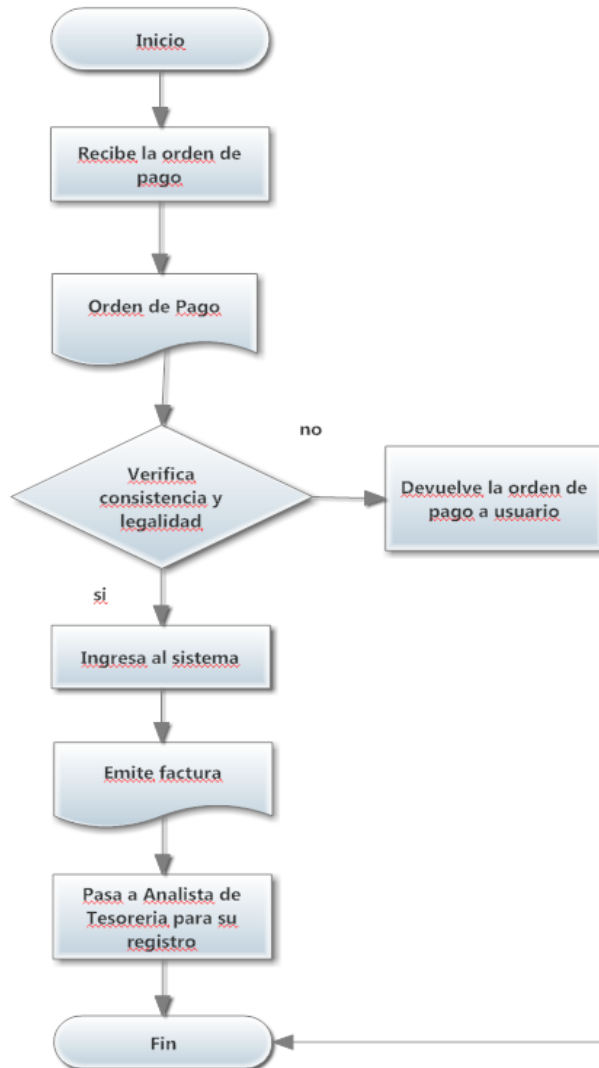 Inicio
Recibe la orden de
pago
Orden de Pago
no
Verifica
consistencia y
legalidad
Devuelve la orden de
pago a usuario
si
Ingresa al sistema
Emite factura
Pasa a Analista de
Tesoreria para su
registro
Fin